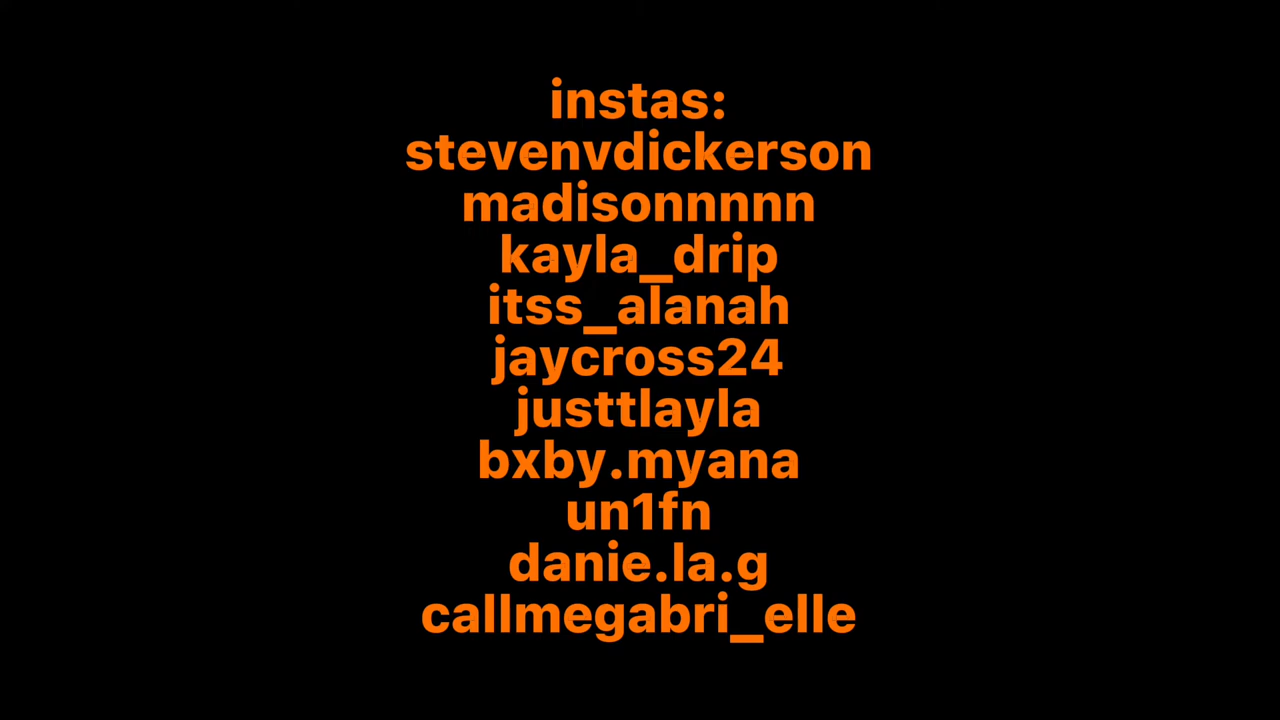 instas:
stevenvdickerson
madisonnnnn
kayla_drip
itss_alanah
jaycross24
justtlayla
bxby.myana
un1fn
danie.la.g
callmegabri_elle